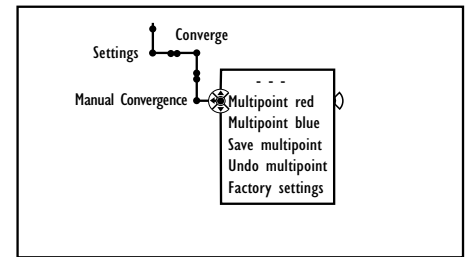 Converge
Settings
Manual Convergence
- - -
Multipoint red
Multipoint blue
Save multipoint
Undo multipoint
Factory settings